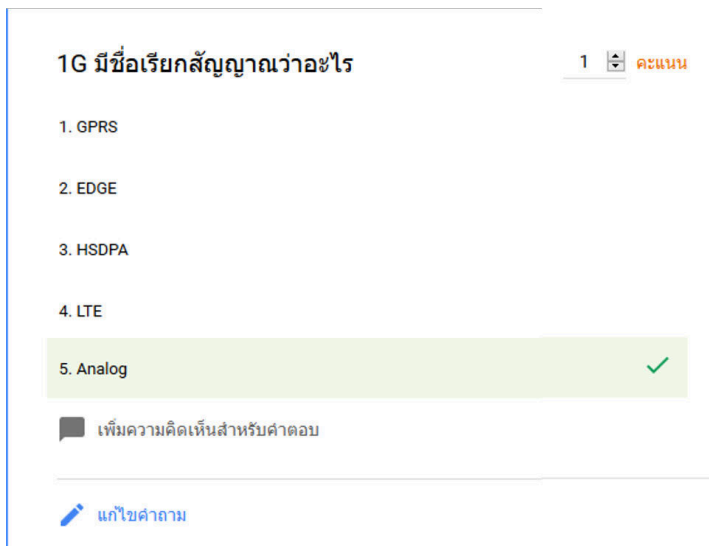 1G มีชื่อเรียกสัญญาณว่าอะไร 1 คะแนน
1. GPRS
2. EDGE
3. HSDPA
4. LTE
5. Analog
เพิ่มความคิดเห็นสำหรับคำตอบ
แก้ไขคำถาม